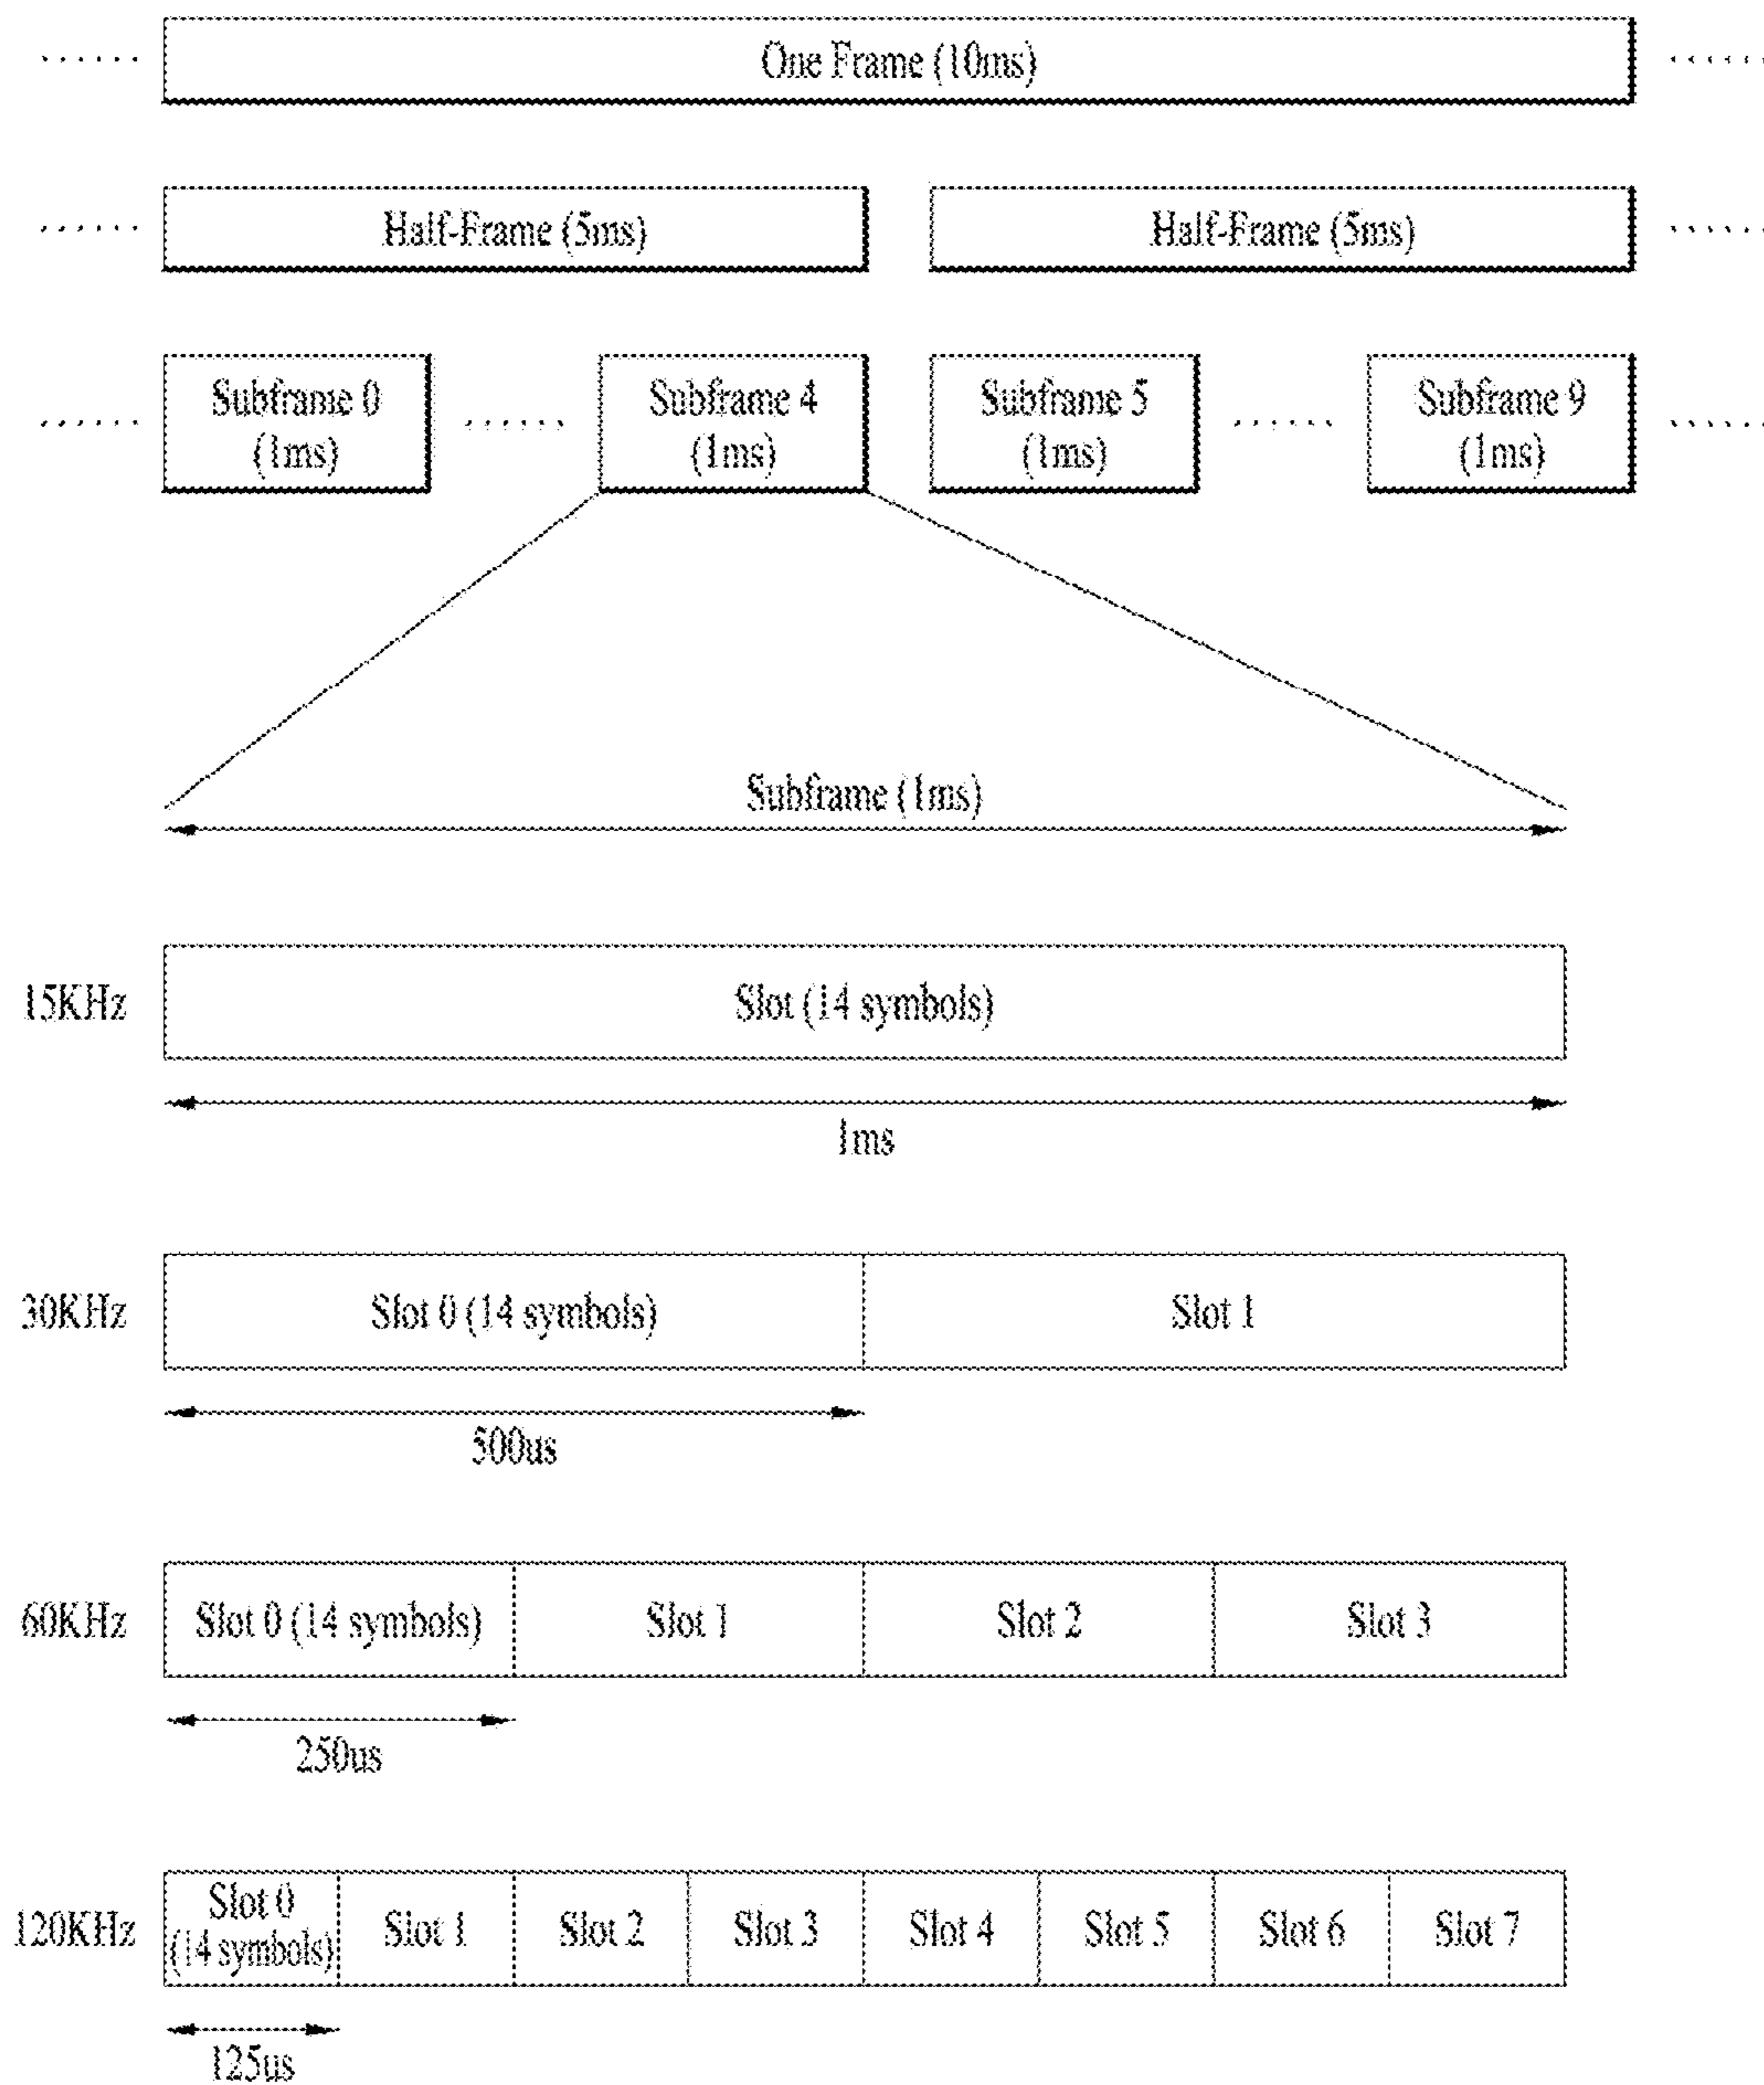 One Frame (10ms)
Half-Frame (5ms) Half-Frame (5ms)
Subframe 0
(1ms)
Subframe 4
(1ms)
Subframe 5
(1ms)
Subframe 9
(1ms)
Subframe (1ms)
15KHz Slot (14 symbols)
1ms
30KHz Slot 0 (14 symbols) Slot 1
500us
60KHz Slot 0 (14 symbols) Slot 1 Slot 2 Slot 3
250us
120KHz Slot 0
(14 symbols)
Slot 1 Slot 2 Slot 3 Slot 4 Slot 5 Slot 6 Slot 7
125us